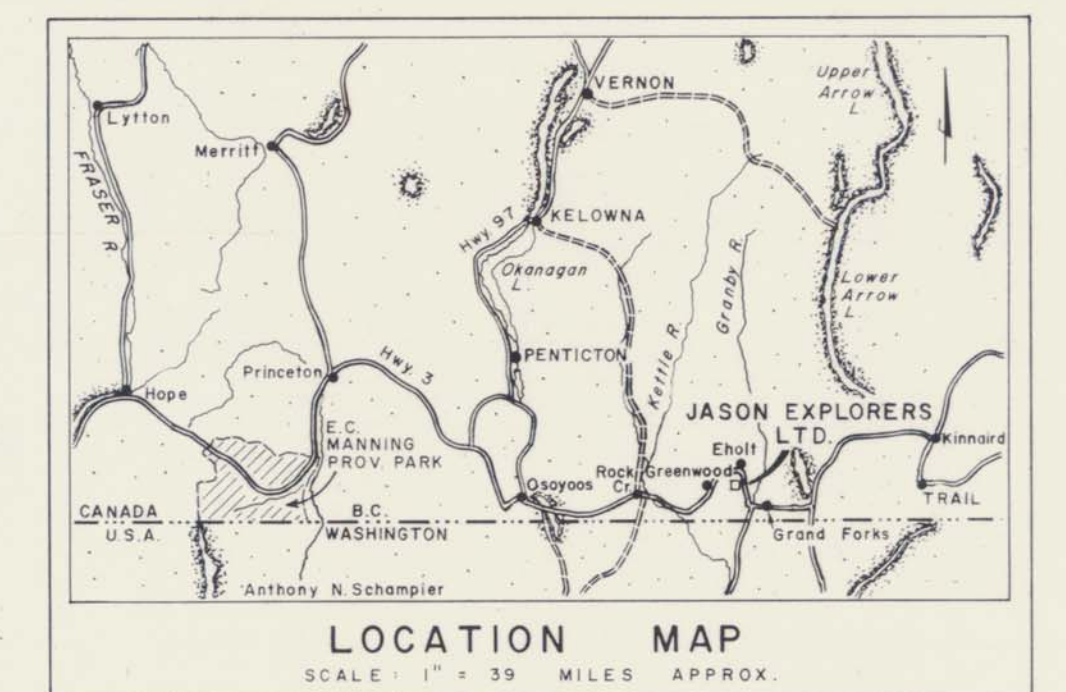 Lytton
Merritt
FRASER R.
VERNON
Upper
Arrow
L.
KELOWNA
Hwy. 97
Okanagan
L.
Granby R.
Lower
Arrow
L.
Kettle R.
PENTICTON
Hwy. 3
Princeton
Hope
E.C.
MANNING
PROV. PARK
JASON EXPLORERS
LTD.
Eholt
Kinnaird
Rock
Cr.
Greenwood
Osoyoos
TRAIL
CANADA
U.S.A.
B.C.
WASHINGTON
Grand Forks
Anthony N. Schampier
LOCATION MAP
SCALE: 1" = 39 MILES APPROX.